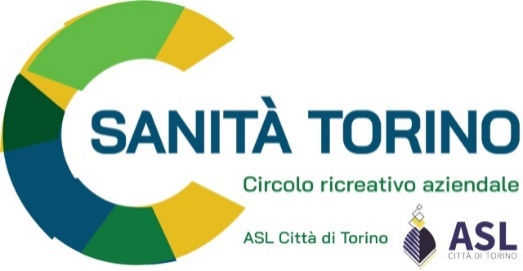 SANITÀ TORINO
Circolo ricreativo aziendale
ASL Città di Torino
ASL
CITTÀ DI TORINO